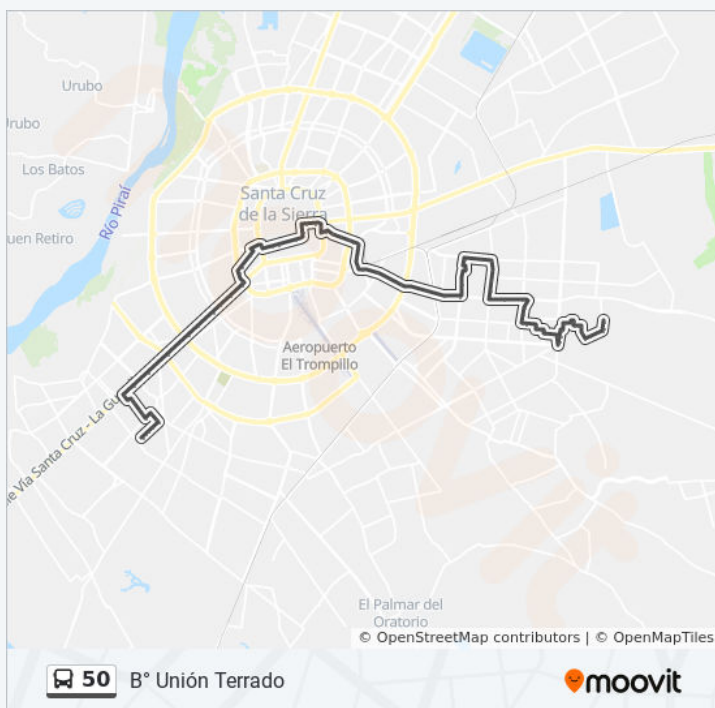 Urubo
Urubo
Los Batos
uen Retiro
Río Piraí
Santa Cruz
de la Sierra
Aeropuerto
El Trompillo
le Vía Santa Cruz - La Gu
El Palmar del
Oratorio
© OpenStreetMap contributors | © OpenMapTiles
50 B° Unión Terrado
moovit